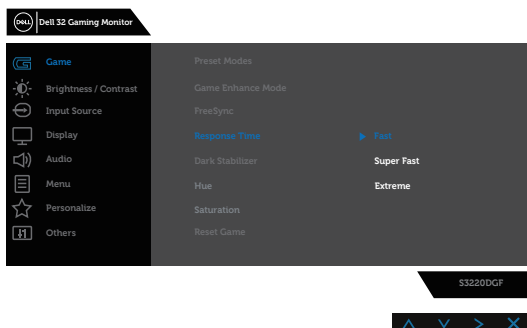 DELL
Dell 32 Gaming Monitor
Game
Brightness / Contrast
Input Source
Display
Audio
Menu
Personalize
Others
Preset Modes
Game Enhance Mode
FreeSync
Response Time
Dark Stabilizer
Hue
Saturation
Reset Game
Fast
Super Fast
Extreme
S3220DGF